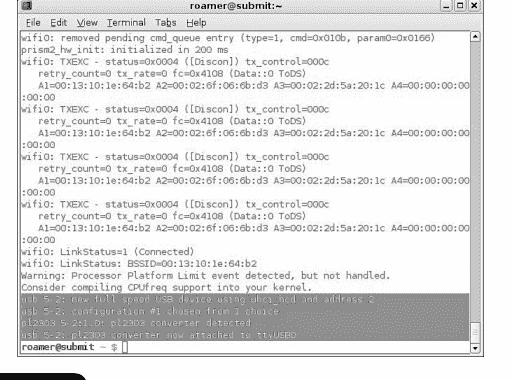 roamer@submit:~
File Edit View Terminal Tabs Help
wifi0: removed pending cmd_queue entry (type=1, cmd=0x010b, param0=0x0166)
prism2_hw_init: initialized in 200 ms
wifi0: TXEXC - status=0x0004 ([Discon]) tx_control=000c
retry_count=0 tx_rate=0 fc=0x4108 (Data::0 ToDS)
A1=00:13:10:1e:64:b2 A2=00:02:6f:06:6b:d3 A3=00:02:2d:5a:20:1c A4=00:00:00:00
:00:00
wifi0: TXEXC - status=0x0004 ([Discon]) tx_control=000c
retry_count=0 tx_rate=0 fc=0x4108 (Data::0 ToDS)
A1=00:13:10:1e:64:b2 A2=00:02:6f:06:6b:d3 A3=00:02:2d:5a:20:1c A4=00:00:00:00
:00:00
wifi0: TXEXC - status=0x0004 ([Discon]) tx_control=000c
retry_count=0 tx_rate=0 fc=0x4108 (Data::0 ToDS)
A1=00:13:10:1e:64:b2 A2=00:02:6f:06:6b:d3 A3=00:02:2d:5a:20:1c A4=00:00:00:00
:00:00
wifi0: TXEXC - status=0x0004 ([Discon]) tx_control=000c
retry_count=0 tx_rate=0 fc=0x4108 (Data::0 ToDS)
A1=00:13:10:1e:64:b2 A2=00:02:6f:06:6b:d3 A3=00:02:2d:5a:20:1c A4=00:00:00:00
:00:00
wifi0: LinkStatus=1 (Connected)
wifi0: LinkStatus: BSSID=00:13:10:1e:64:b2
Warning: Processor Platform Limit event detected, but not handled.
Consider compiling CPUfreq support into your kernel.
usb 5-2: new full speed USB device using uhci_hcd and address 2
usb 5-2: configuration #1 chosen from 1 choice
pl2303 5-2:1.0: pl2303 converter detected
usb 5-2: pl2303 converter now attached to ttyUSB0
roamer@submit ~ $